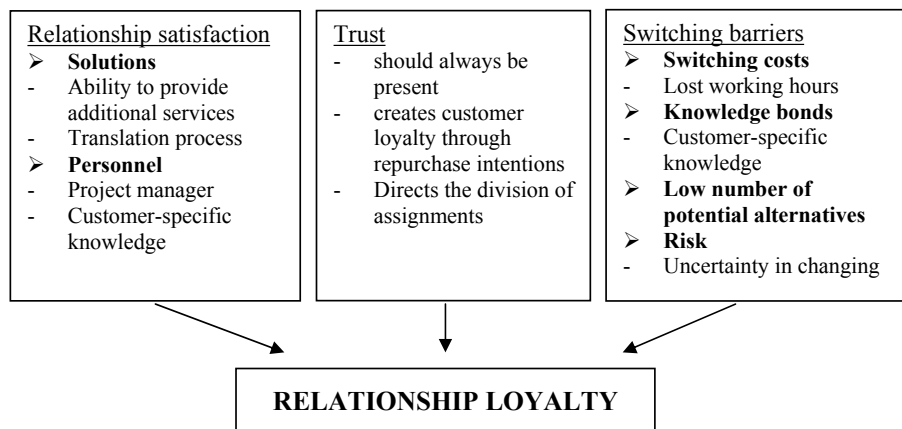 Relationship satisfaction
➢ Solutions
- Ability to provide
additional services
- Translation process
➢ Personnel
- Project manager
- Customer-specific
knowledge
Trust
- should always be
present
- creates customer
loyalty through
repurchase intentions
- Directs the division of
assignments
Switching barriers
➢ Switching costs
- Lost working hours
➢ Knowledge bonds
- Customer-specific
knowledge
➢ Low number of
potential alternatives
➢ Risk
- Uncertainty in changing
RELATIONSHIP LOYALTY